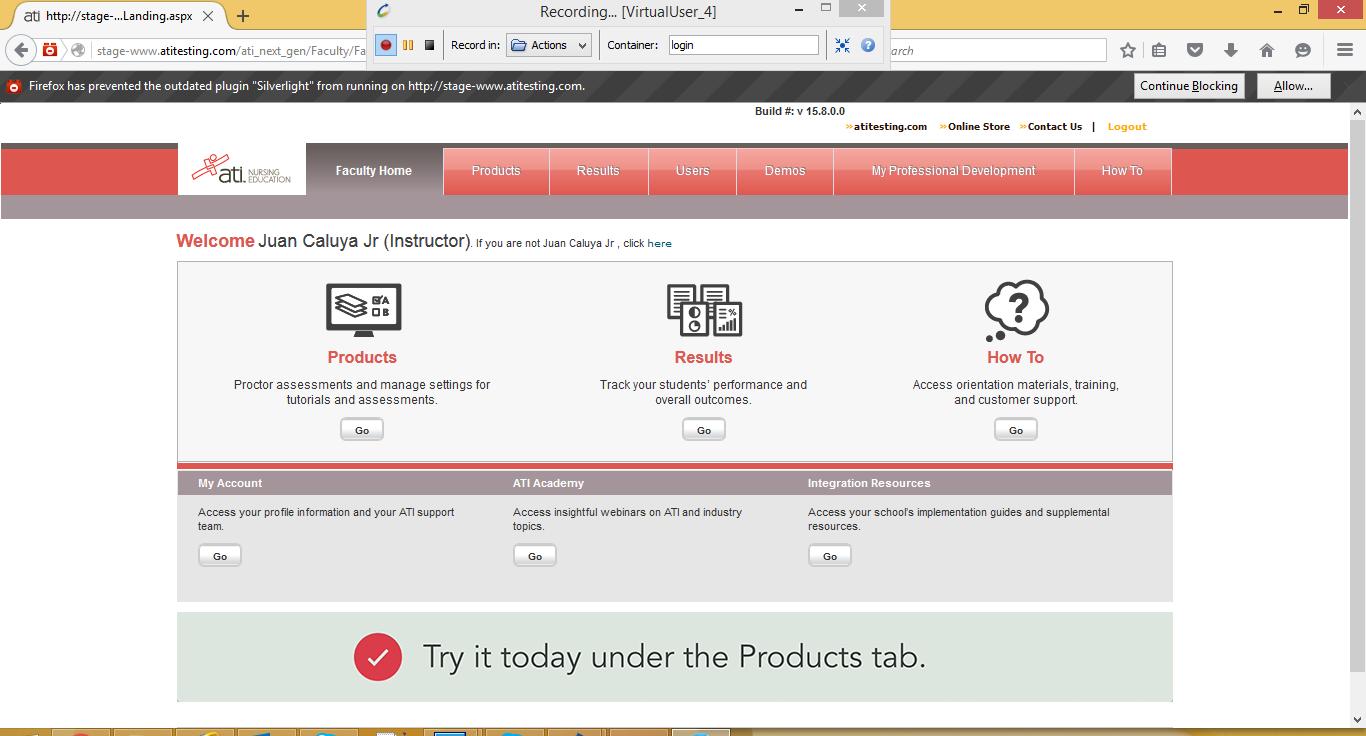 ati http://stage-...Landing.aspx
Recording... [VirtualUser_4]
Record in: Actions Container: login
stage-www.atitesting.com/ati_next_gen/Faculty/Fa
arch
Firefox has prevented the outdated plugin "Silverlight" from running on http://stage-www.atitesting.com.
Continue Blocking
Allow...
Build #: v 15.8.0.0
»atitesting.com »Online Store »Contact Us | Logout
ati. NURSING EDUCATION
Faculty Home Products Results Users Demos My Professional Development How To
Welcome Juan Caluya Jr (Instructor). If you are not Juan Caluya Jr , click here
A
B
%
?
Products
Proctor assessments and manage settings for
tutorials and assessments.
Go
Results
Track your students' performance and
overall outcomes.
Go
How To
Access orientation materials, training,
and customer support.
Go
My Account
Access your profile information and your ATI support
team.
Go
ATI Academy
Access insightful webinars on ATI and industry
topics.
Go
Integration Resources
Access your school's implementation guides and supplemental
resources.
Go
Try it today under the Products tab.